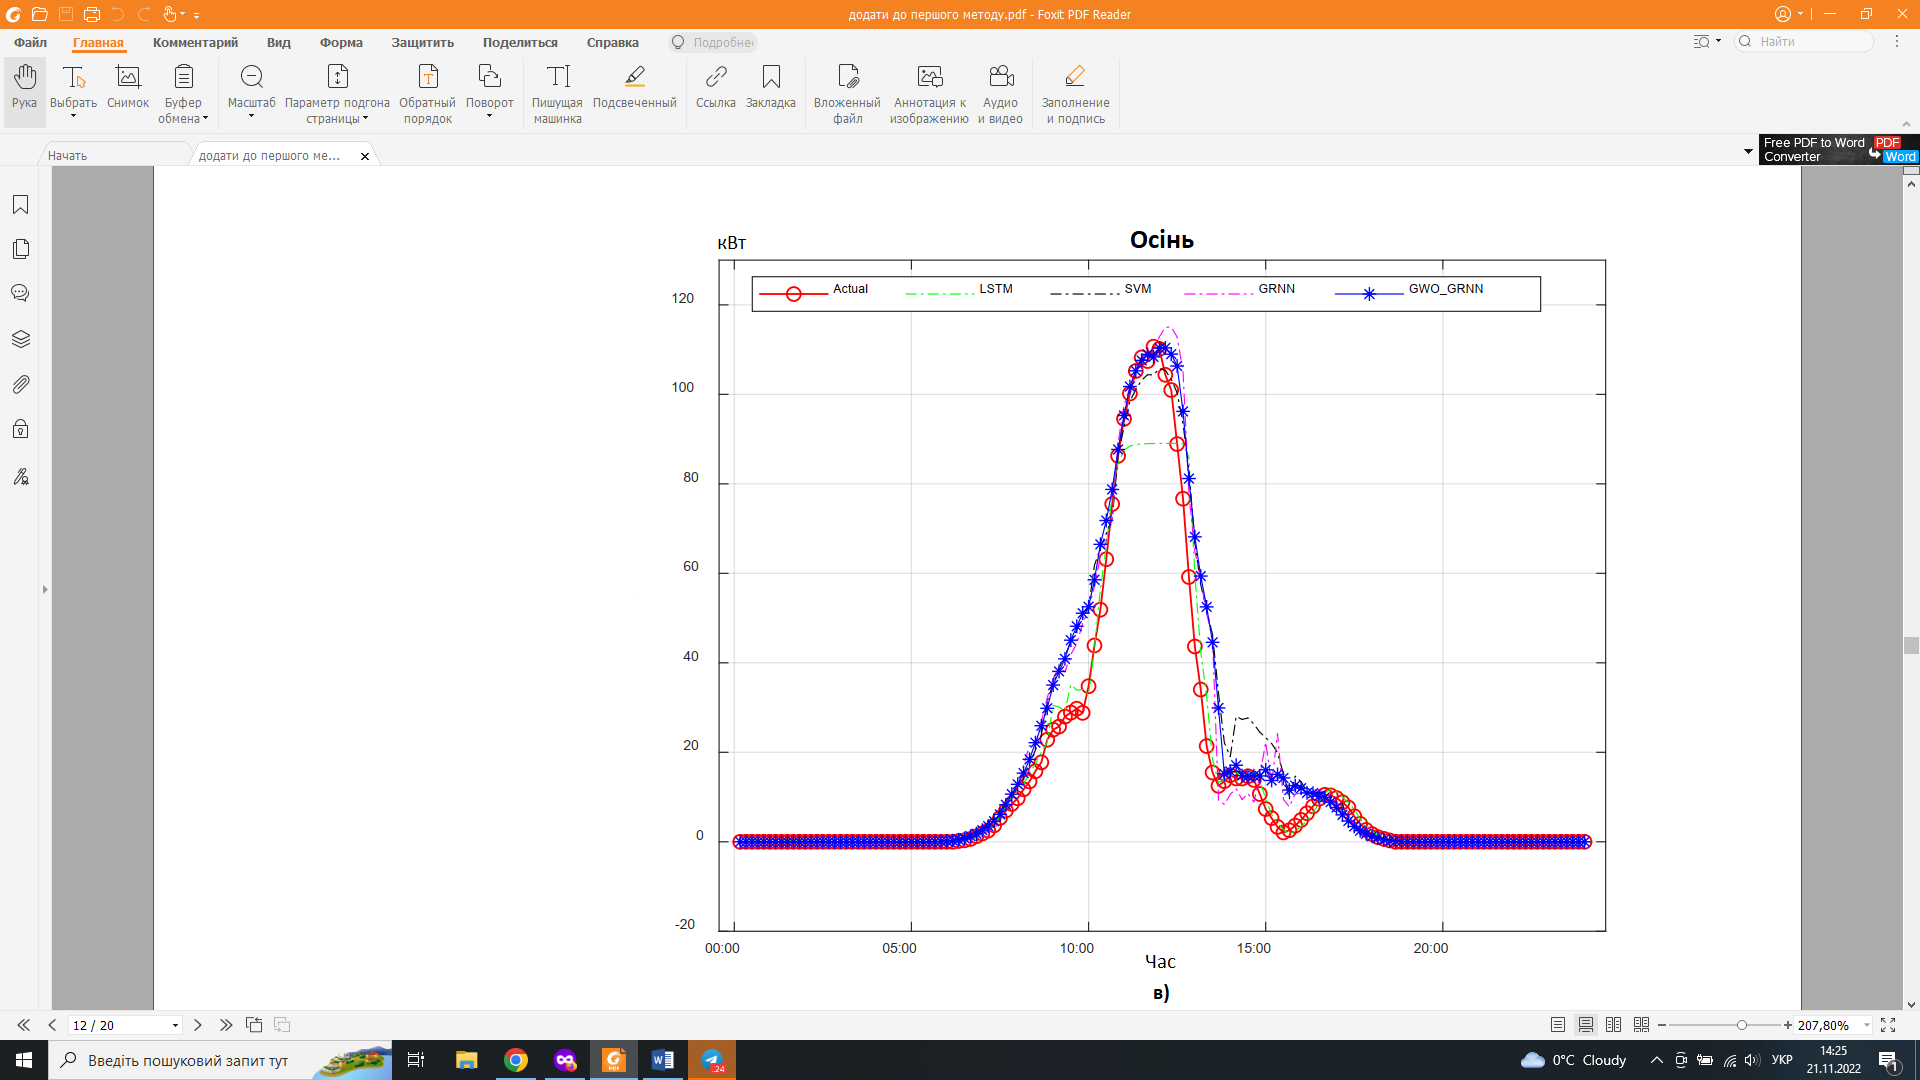 додати до першого методу.pdf - Foxit PDF Reader
Файл Главная Комментарий Вид Форма Защитить Поделиться Справка Подробне Найти
Рука Выбрать Снимок Буфер обмена Масштаб Параметр подгона страницы Обратный порядок Поворот Пишущая машинка Подсвеченный Ссылка Закладка Вложенный файл Аннотация к изображению Аудио и видео Заполнение и подпись
Начать додати до першого ме...
Free PDF to Word Converter PDF Word
кВт
Осінь
Actual LSTM SVM GRNN GWO_GRNN
120
100
80
60
40
20
0
-20
00:00 05:00 10:00 15:00 20:00
Час
в)
12 / 20 207,80%
Введіть пошуковий запит тут 24 0°C Cloudy УКР 14:25 1
21.11.2022